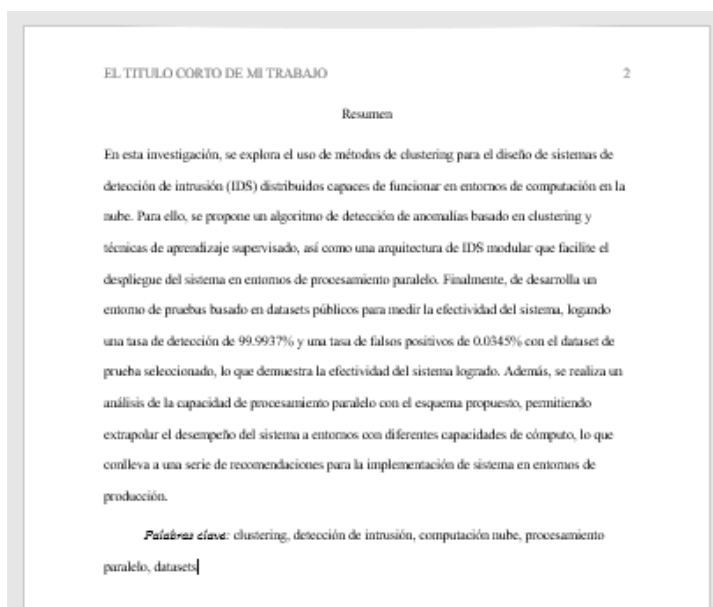 EL TITULO CORTO DE MI TRABAJO 2
Resumen
En esta investigación, se explora el uso de métodos de clustering para el diseño de sistemas de
detección de intrusión (IDS) distribuidos capaces de funcionar en entornos de computación en la
nube. Para ello, se propone un algoritmo de detección de anomalías basado en clustering y
técnicas de aprendizaje supervisado, así como una arquitectura de IDS modular que facilite el
despliegue del sistema en entornos de procesamiento paralelo. Finalmente, de desarrolla un
entorno de pruebas basado en datasets públicos para medir la efectividad del sistema, logando
una tasa de detección de 99.9937% y una tasa de falsos positivos de 0.0345% con el dataset de
prueba seleccionado, lo que demuestra la efectividad del sistema logrado. Además, se realiza un
análisis de la capacidad de procesamiento paralelo con el esquema propuesto, permitiendo
extrapolar el desempeño del sistema a entornos con diferentes capacidades de cómputo, lo que
conlleva a una serie de recomendaciones para la implementación de sistema en entornos de
producción.
Palabras clave: clustering, detección de intrusión, computación nube, procesamiento
paralelo, datasets